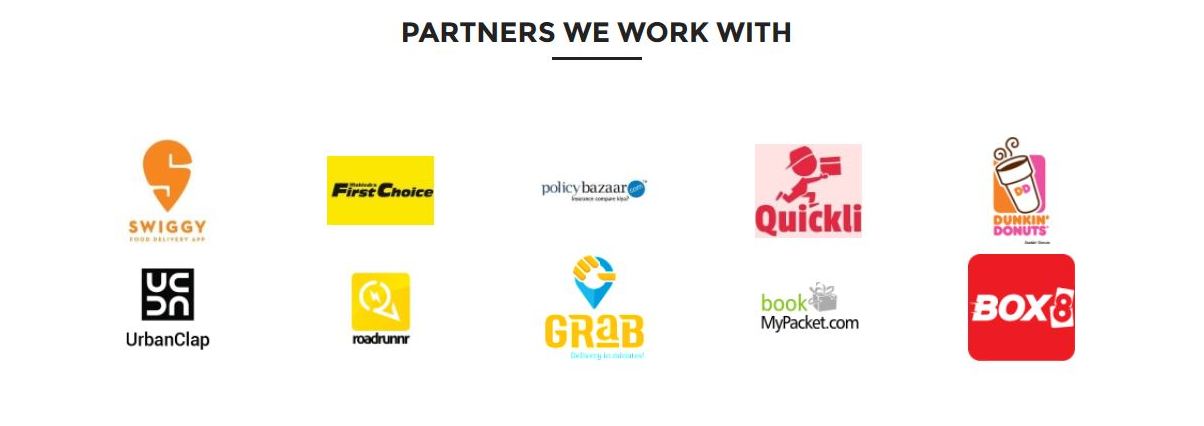 PARTNERS WE WORK WITH
SWIGGY
FOOD DELIVERY APP
Mahindra
First Choice
policybazaar.com
Insurance compare kiya?
Quickli
DD
DUNKIN'
DONUTS
UrbanClap
roadrunnr
GRaB
Delivery in minutes!
book
MyPacket.com
BOX8